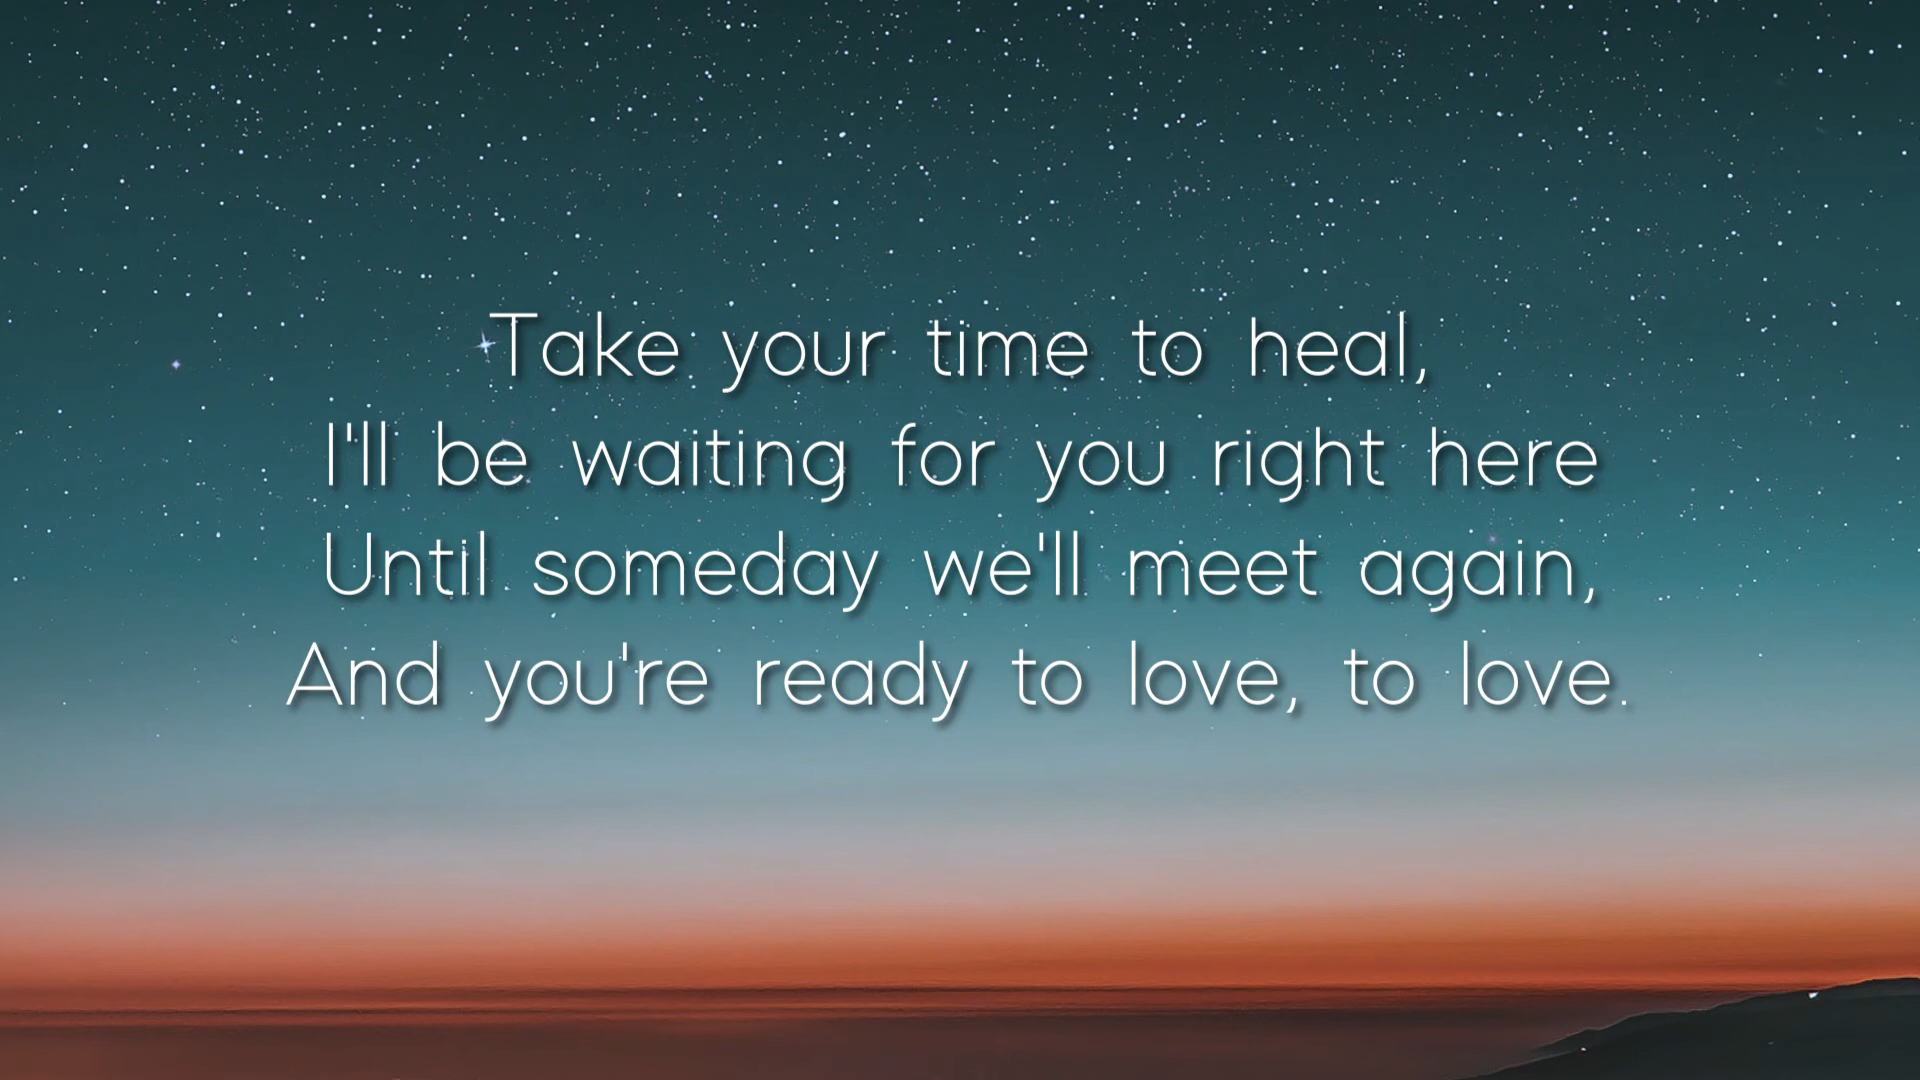 Take your time to heal,
I'll be waiting for you right here
Until someday we'll meet again,
And you're ready to love, to love.